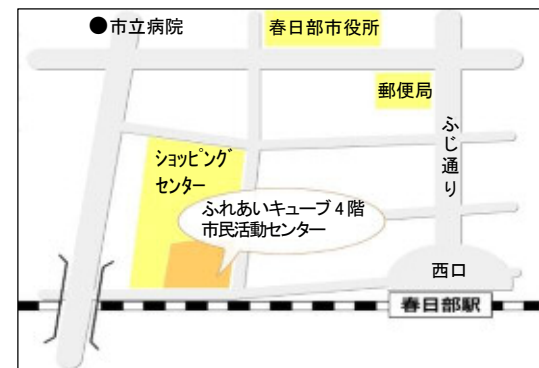 ●市立病院
春日部市役所
郵便局
ふじ通り
ショッピング
センター
ふれあいキューブ４階
市民活動センター
西口
春日部駅